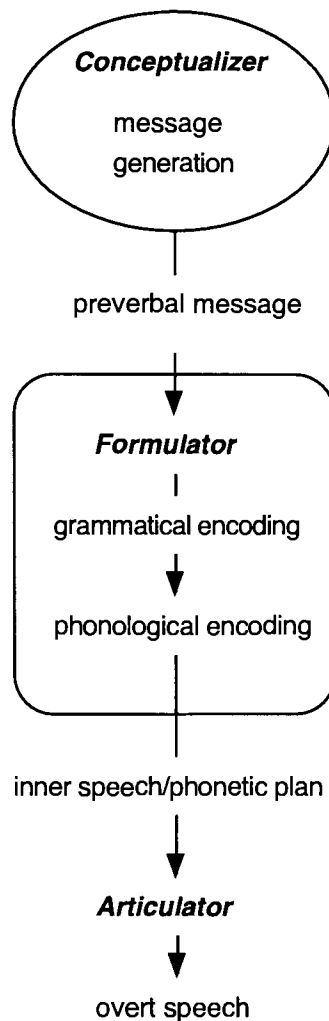 Conceptualizer
message
generation
preverbal message
Formulator
grammatical encoding
phonological encoding
inner speech/phonetic plan
Articulator
overt speech